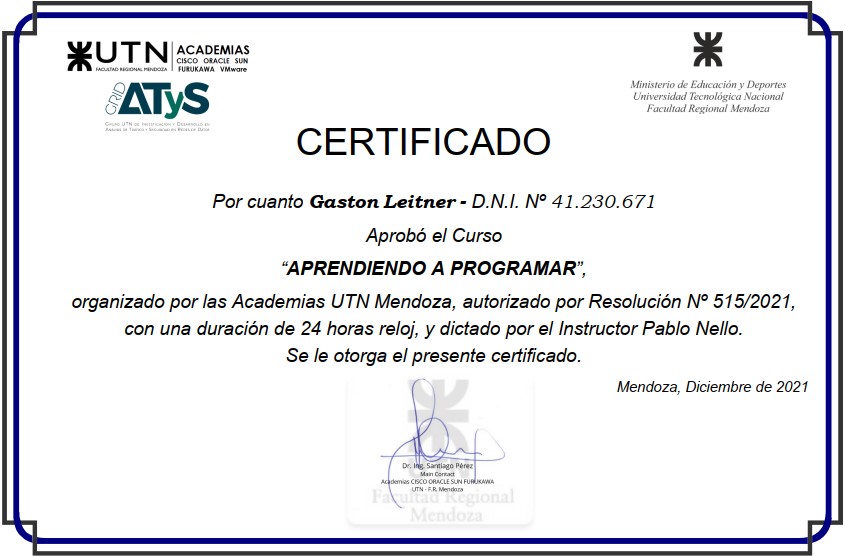 UTN ACADEMIAS
CISCO ORACLE SUN
FACULTAD REGIONAL MENDOZA FURUKAWA VMware
GRID ATyS
GRUPO UTN DE INVESTIGACIÓN Y DESARROLLO EN
ANÁLISIS DE TRÁFICO Y SEGURIDAD EN REDES DE DATOS
Ministerio de Educación y Deportes
Universidad Tecnológica Nacional
Facultad Regional Mendoza
CERTIFICADO
Por cuanto Gaston Leitner - D.N.I. Nº 41.230.671
Aprobó el Curso
“APRENDIENDO A PROGRAMAR”,
organizado por las Academias UTN Mendoza, autorizado por Resolución Nº 515/2021,
con una duración de 24 horas reloj, y dictado por el Instructor Pablo Nello.
Se le otorga el presente certificado.
Mendoza, Diciembre de 2021
UTN
Dr. Ing. Santiago Pérez
Main Contact
Academias CISCO ORACLE SUN FURUKAWA
UTN - F.R. Mendoza
Facultad Regional
Mendoza